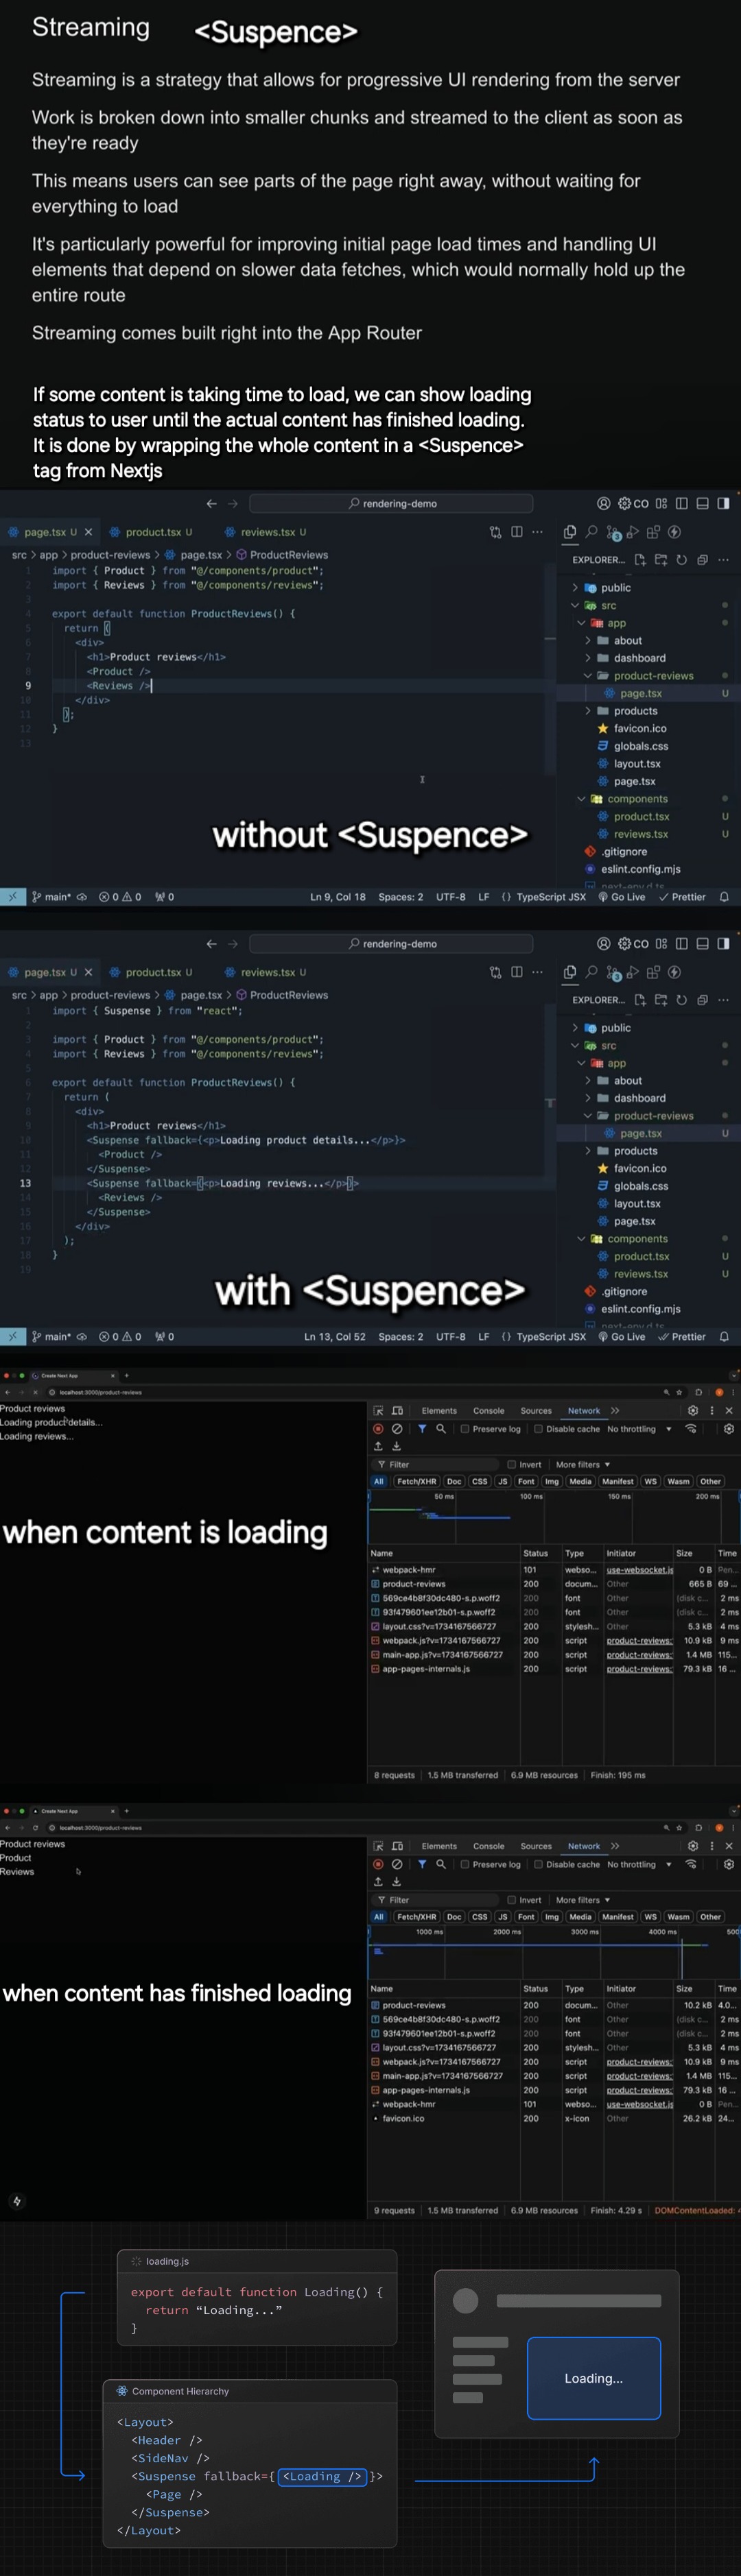 Streaming <Suspence>
Streaming is a strategy that allows for progressive UI rendering from the server
Work is broken down into smaller chunks and streamed to the client as soon as
they're ready
This means users can see parts of the page right away, without waiting for
everything to load
It's particularly powerful for improving initial page load times and handling UI
elements that depend on slower data fetches, which would normally hold up the
entire route
Streaming comes built right into the App Router
If some content is taking time to load, we can show loading
status to user until the actual content has finished loading.
It is done by wrapping the whole content in a <Suspence>
tag from Nextjs
rendering-demo
CO
page.tsx U
product.tsx U
reviews.tsx U
3
src > app > product-reviews > page.tsx > ProductReviews
1 import { Product } from "@/components/product";
2 import { Reviews } from "@/components/reviews";
3
4 export default function ProductReviews() {
5 return (
6 <div>
7 <h1>Product reviews</h1>
8 <Product />
9 <Reviews />
10 </div>
11 );
12 }
13
EXPLORER...
public
src
app
about
dashboard
product-reviews
page.tsx U
products
favicon.ico
globals.css
layout.tsx
page.tsx
components
product.tsx U
reviews.tsx U
.gitignore
eslint.config.mjs
next-env.d.ts
without <Suspence>
main* 0 0 0 Ln 9, Col 18 Spaces: 2 UTF-8 LF {} TypeScript JSX Go Live Prettier
rendering-demo
CO
page.tsx U
product.tsx U
reviews.tsx U
3
src > app > product-reviews > page.tsx > ProductReviews
1 import { Suspense } from "react";
2
3 import { Product } from "@/components/product";
4 import { Reviews } from "@/components/reviews";
5
6 export default function ProductReviews() {
7 return (
8 <div>
9 <h1>Product reviews</h1>
10 <Suspense fallback={<p>Loading product details...</p>}>
11 <Product />
12 </Suspense>
13 <Suspense fallback={<p>Loading reviews...</p>}>
14 <Reviews />
15 </Suspense>
16 </div>
17 );
18 }
19
EXPLORER...
public
src
app
about
dashboard
product-reviews
page.tsx U
products
favicon.ico
globals.css
layout.tsx
page.tsx
components
product.tsx U
reviews.tsx U
.gitignore
eslint.config.mjs
next-env.d.ts
with <Suspence>
main* 0 0 0 Ln 13, Col 52 Spaces: 2 UTF-8 LF {} TypeScript JSX Go Live Prettier
Create Next App
localhost:3000/product-reviews
Product reviews
Loading product details...
Loading reviews...
when content is loading
Elements Console Sources Network
Preserve log Disable cache No throttling
Filter Invert More filters
All Fetch/XHR Doc CSS JS Font Img Media Manifest WS Wasm Other
50 ms 100 ms 150 ms 200 ms
Name Status Type Initiator Size Time
webpack-hmr 101 webso... use-websocket.js 0 B Pen...
product-reviews 200 docum... Other 665 B 69 ...
569ce4b8f30dc480-s.p.woff2 200 font Other (disk c... 2 ms
93f479601ee12b01-s.p.woff2 200 font Other (disk c... 2 ms
layout.css?v=1734167566727 200 stylesh... Other 5.3 kB 4 ms
webpack.js?v=1734167566727 200 script product-reviews: 10.9 kB 9 ms
main-app.js?v=1734167566727 200 script product-reviews: 1.4 MB 115...
app-pages-internals.js 200 script product-reviews: 79.3 kB 16 ...
8 requests 1.5 MB transferred 6.9 MB resources Finish: 195 ms
Create Next App
localhost:3000/product-reviews
Product reviews
Product
Reviews
when content has finished loading
Elements Console Sources Network
Preserve log Disable cache No throttling
Filter Invert More filters
All Fetch/XHR Doc CSS JS Font Img Media Manifest WS Wasm Other
1000 ms 2000 ms 3000 ms 4000 ms 500
Name Status Type Initiator Size Time
product-reviews 200 docum... Other 10.2 kB 4.0...
569ce4b8f30dc480-s.p.woff2 200 font Other (disk c... 2 ms
93f479601ee12b01-s.p.woff2 200 font Other (disk c... 2 ms
layout.css?v=1734167566727 200 stylesh... Other 5.3 kB 4 ms
webpack.js?v=1734167566727 200 script product-reviews: 10.9 kB 9 ms
main-app.js?v=1734167566727 200 script product-reviews: 1.4 MB 115...
app-pages-internals.js 200 script product-reviews: 79.3 kB 16 ...
webpack-hmr 101 webso... use-websocket.js 0 B Pen...
favicon.ico 200 x-icon Other 26.2 kB 24...
9 requests 1.5 MB transferred 6.9 MB resources Finish: 4.29 s DOMContentLoaded:
loading.js
export default function Loading() {
return “Loading...”
}
Component Hierarchy
<Layout>
<Header />
<SideNav />
<Suspense fallback={ <Loading /> }>
<Page />
</Suspense>
</Layout>
Loading...